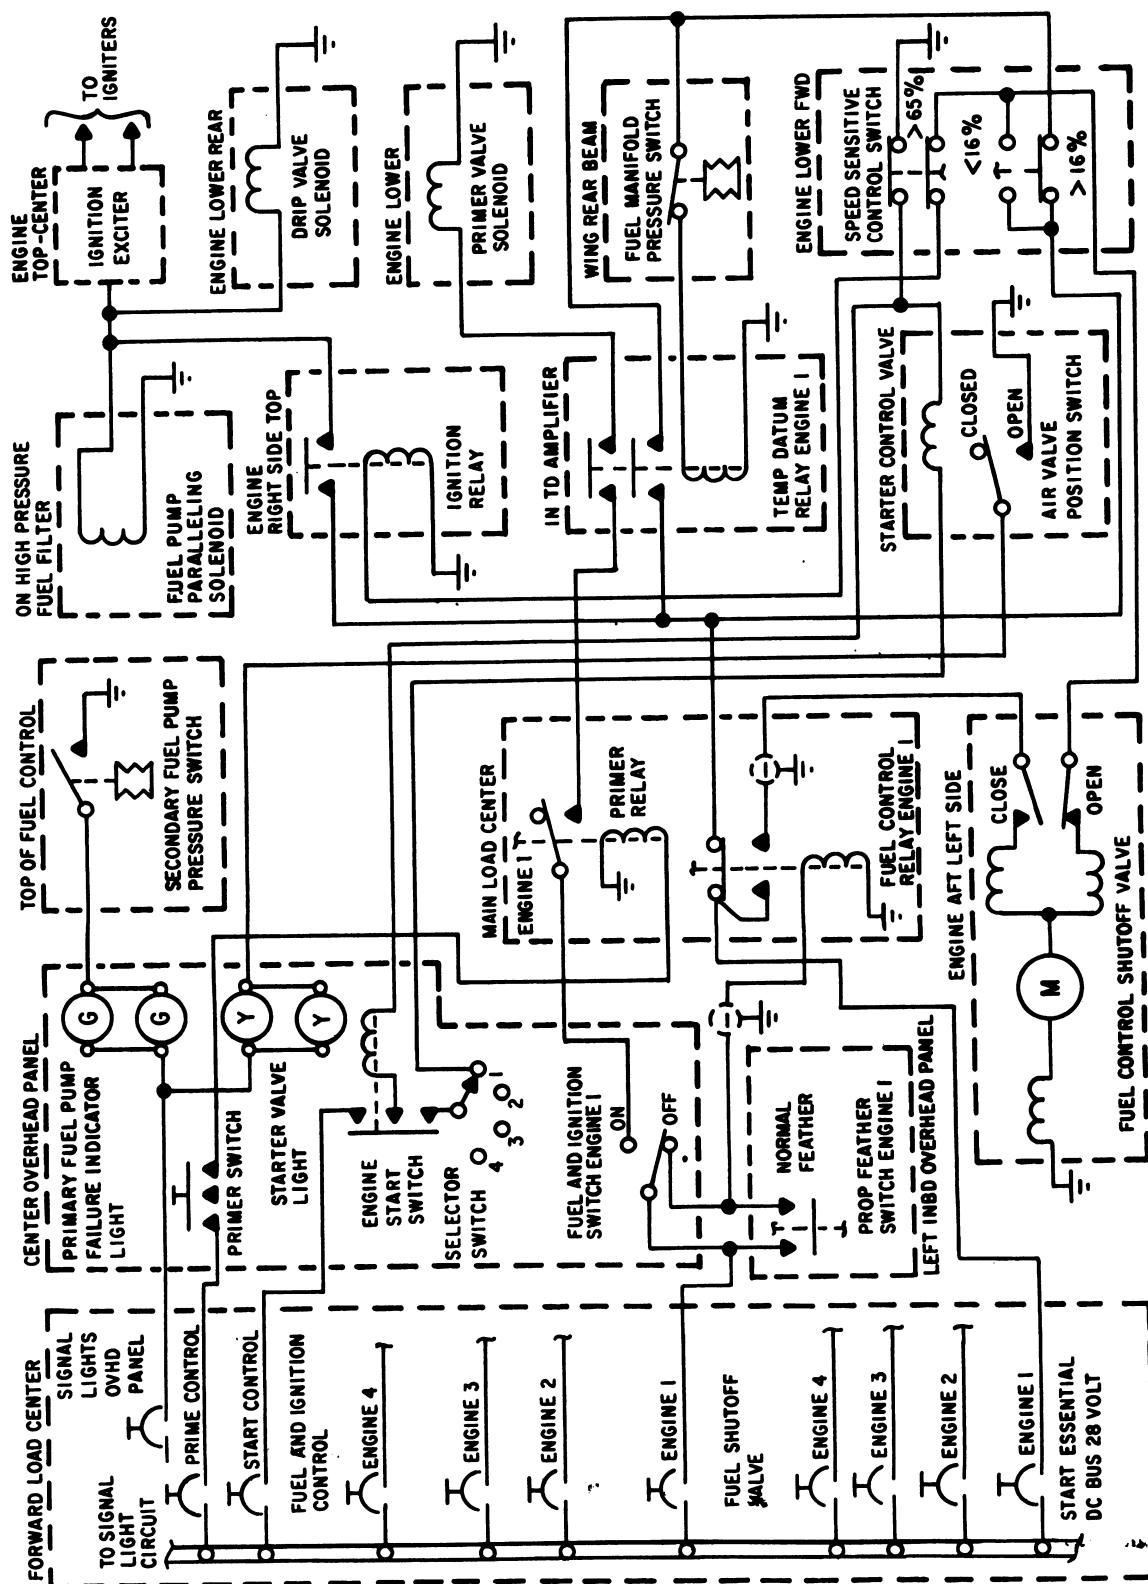 FORWARD LOAD CENTER
SIGNAL
LIGHTS
OVHD
PANEL
TO SIGNAL
LIGHT
CIRCUIT
PRIME CONTROL
START CONTROL
FUEL AND IGNITION
CONTROL
ENGINE 4
ENGINE 3
ENGINE 2
ENGINE 1
FUEL SHUTOFF
VALVE
ENGINE 4
ENGINE 3
ENGINE 2
ENGINE 1
START ESSENTIAL
DC BUS 28 VOLT
CENTER OVERHEAD PANEL
PRIMARY FUEL PUMP
FAILURE INDICATOR
LIGHT
G
G
PRIMER SWITCH
Y
Y
STARTER VALVE
LIGHT
ENGINE
START
SWITCH
SELECTOR
SWITCH
1
2
3
4
FUEL AND IGNITION
SWITCH ENGINE 1
ON
OFF
NORMAL
FEATHER
PROP FEATHER
SWITCH ENGINE 1
LEFT INBD OVERHEAD PANEL
TOP OF FUEL CONTROL
SECONDARY FUEL PUMP
PRESSURE SWITCH
MAIN LOAD CENTER
ENGINE 1
PRIMER
RELAY
FUEL CONTROL
RELAY ENGINE 1
ENGINE AFT LEFT SIDE
CLOSE
OPEN
M
FUEL CONTROL SHUTOFF VALVE
ON HIGH PRESSURE
FUEL FILTER
FUEL PUMP
PARALLELING
SOLENOID
ENGINE
RIGHT SIDE TOP
IGNITION
RELAY
IN TD AMPLIFIER
TEMP DATUM
RELAY ENGINE 1
STARTER CONTROL VALVE
CLOSED
OPEN
AIR VALVE
POSITION SWITCH
ENGINE
TOP-CENTER
IGNITION
EXCITER
TO
IGNITERS
ENGINE LOWER REAR
DRIP VALVE
SOLENOID
ENGINE LOWER
PRIMER VALVE
SOLENOID
WING REAR BEAM
FUEL MANIFOLD
PRESSURE SWITCH
ENGINE LOWER FWD
SPEED SENSITIVE
CONTROL SWITCH
>65%
<16%
>16%